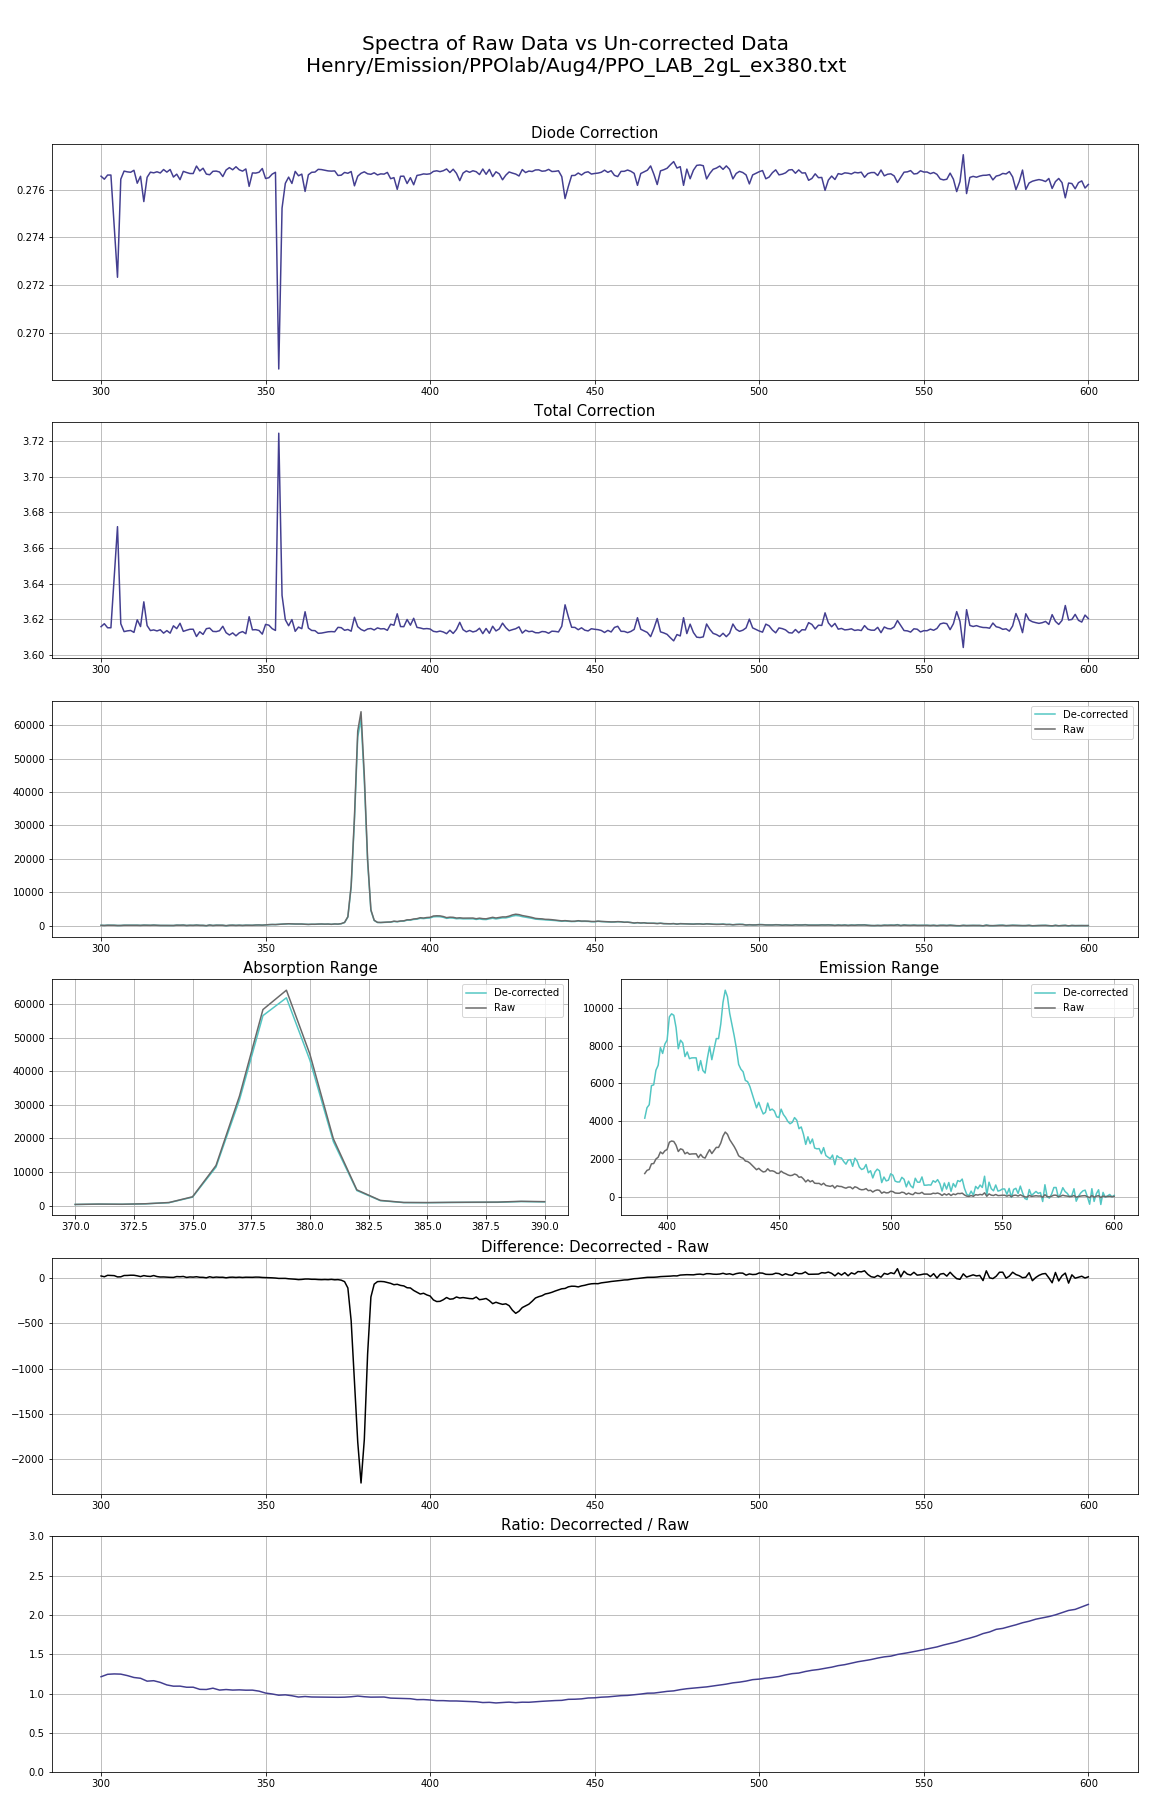 Spectra of Raw Data vs Un-corrected Data
Henry/Emission/PPOlab/Aug4/PPO_LAB_2gL_ex380.txt
Diode Correction
0.276
0.274
0.272
0.270
300 350 400 450 500 550 600
Total Correction
3.72
3.70
3.68
3.66
3.64
3.62
3.60
300 350 400 450 500 550 600
De-corrected
Raw
60000
50000
40000
30000
20000
10000
0
300 350 400 450 500 550 600
Absorption Range
De-corrected
Raw
60000
50000
40000
30000
20000
10000
0
370.0 372.5 375.0 377.5 380.0 382.5 385.0 387.5 390.0
Emission Range
De-corrected
Raw
10000
8000
6000
4000
2000
0
400 450 500 550 600
Difference: Decorrected - Raw
0
−500
−1000
−1500
−2000
300 350 400 450 500 550 600
Ratio: Decorrected / Raw
3.0
2.5
2.0
1.5
1.0
0.5
0.0
300 350 400 450 500 550 600